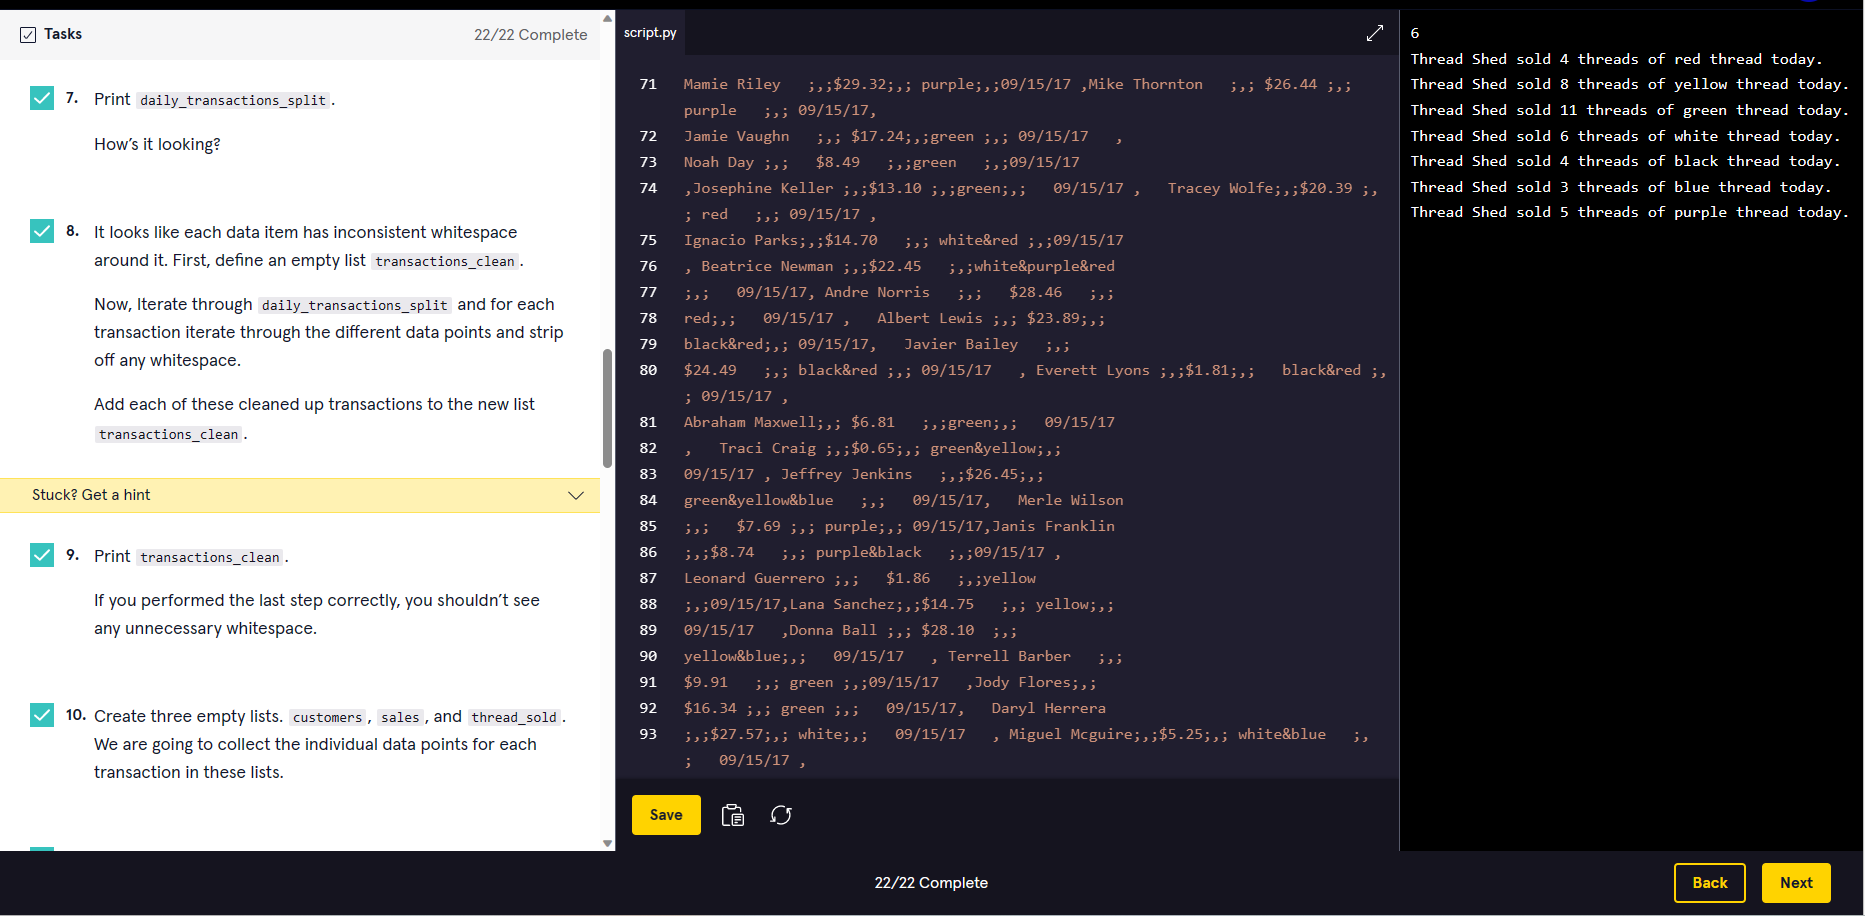 Tasks
22/22 Complete
7. Print daily_transactions_split.
How's it looking?
8. It looks like each data item has inconsistent whitespace
around it. First, define an empty list transactions_clean.
Now, Iterate through daily_transactions_split and for each
transaction iterate through the different data points and strip
off any whitespace.
Add each of these cleaned up transactions to the new list
transactions_clean.
Stuck? Get a hint
9. Print transactions_clean.
If you performed the last step correctly, you shouldn't see
any unnecessary whitespace.
10. Create three empty lists. customers, sales, and thread_sold.
We are going to collect the individual data points for each
transaction in these lists.
script.py
71 Mamie Riley   ;,;$29.32;,; purple;,;09/15/17 ,Mike Thornton   ;,; $26.44 ;,;
purple   ;,; 09/15/17,
72 Jamie Vaughn   ;,; $17.24;,;green ;,; 09/15/17   ,
73 Noah Day ;,;   $8.49   ;,;green   ;,;09/15/17
74 ,Josephine Keller ;,;$13.10 ;,;green;,;   09/15/17 ,   Tracey Wolfe;,;$20.39 ;,
; red   ;,; 09/15/17 ,
75 Ignacio Parks;,;$14.70   ;,; white&red ;,;09/15/17
76 , Beatrice Newman ;,;$22.45   ;,;white&purple&red
77 ;,;   09/15/17, Andre Norris   ;,;   $28.46   ;,;
78 red;,;   09/15/17 ,   Albert Lewis ;,; $23.89;,;
79 black&red;,; 09/15/17,   Javier Bailey   ;,;
80 $24.49   ;,; black&red ;,; 09/15/17   , Everett Lyons ;,;$1.81;,;   black&red ;,
; 09/15/17 ,
81 Abraham Maxwell;,; $6.81   ;,;green;,;   09/15/17
82 ,   Traci Craig ;,;$0.65;,; green&yellow;,;
83 09/15/17 , Jeffrey Jenkins   ;,;$26.45;,;
84 green&yellow&blue   ;,;   09/15/17,   Merle Wilson
85 ;,;   $7.69 ;,; purple;,; 09/15/17,Janis Franklin
86 ;,;$8.74   ;,; purple&black   ;,;09/15/17 ,
87 Leonard Guerrero ;,;   $1.86   ;,;yellow
88 ;,;09/15/17,Lana Sanchez;,;$14.75   ;,; yellow;,;
89 09/15/17   ,Donna Ball ;,; $28.10  ;,;
90 yellow&blue;,;   09/15/17   , Terrell Barber   ;,;
91 $9.91   ;,; green ;,;09/15/17   ,Jody Flores;,;
92 $16.34 ;,; green ;,;   09/15/17,   Daryl Herrera
93 ;,;$27.57;,; white;,;   09/15/17   , Miguel Mcguire;,;$5.25;,; white&blue   ;,
;   09/15/17 ,
Save
6
Thread Shed sold 4 threads of red thread today.
Thread Shed sold 8 threads of yellow thread today.
Thread Shed sold 11 threads of green thread today.
Thread Shed sold 6 threads of white thread today.
Thread Shed sold 4 threads of black thread today.
Thread Shed sold 3 threads of blue thread today.
Thread Shed sold 5 threads of purple thread today.
22/22 Complete
Back
Next